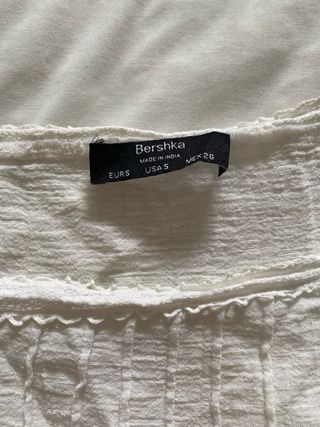 Bershka
MADE IN INDIA
EUR S USA S MEX 26